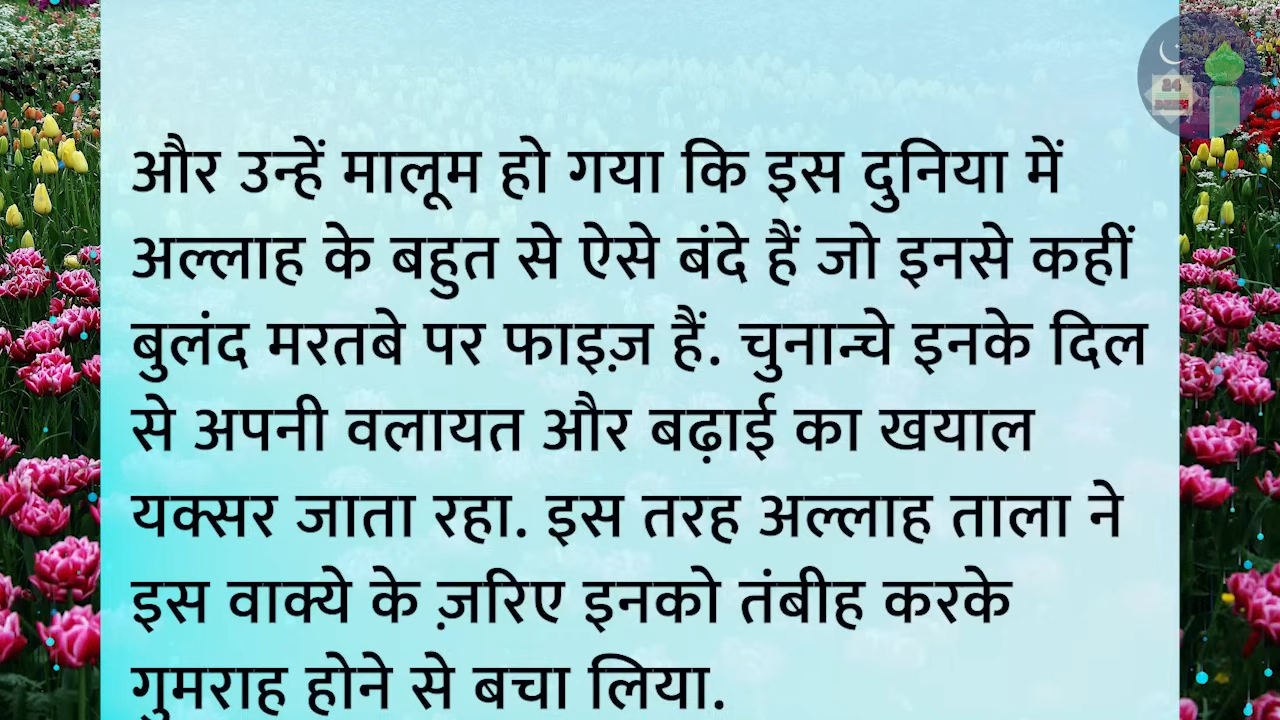 और उन्हें मालूम हो गया कि इस दुनिया में
अल्लाह के बहुत से ऐसे बंदे हैं जो इनसे कहीं
बुलंद मरतबे पर फाइज़ हैं. चुनान्चे इनके दिल
से अपनी वलायत और बढ़ाई का खयाल
यक्सर जाता रहा. इस तरह अल्लाह ताला ने
इस वाक्ये के ज़रिए इनको तंबीह करके
गुमराह होने से बचा लिया.